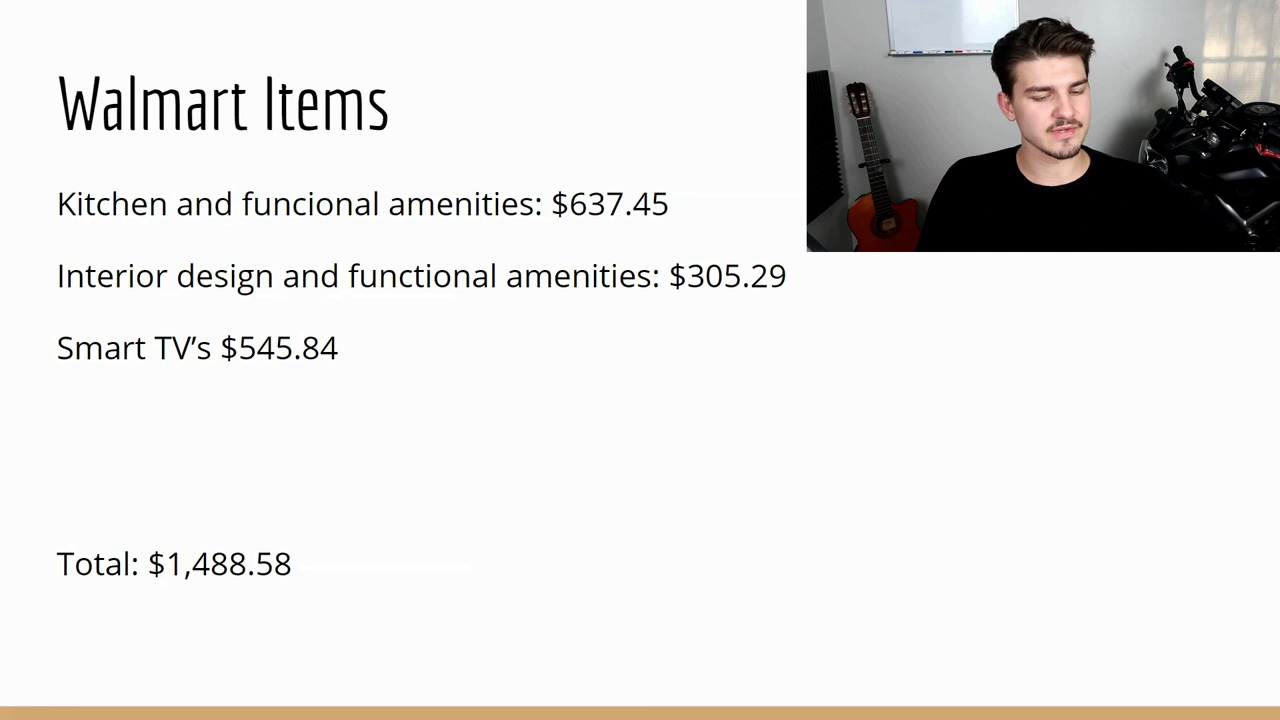 Walmart Items
Kitchen and funcional amenities: $637.45
Interior design and functional amenities: $305.29
Smart TV’s $545.84
Total: $1,488.58